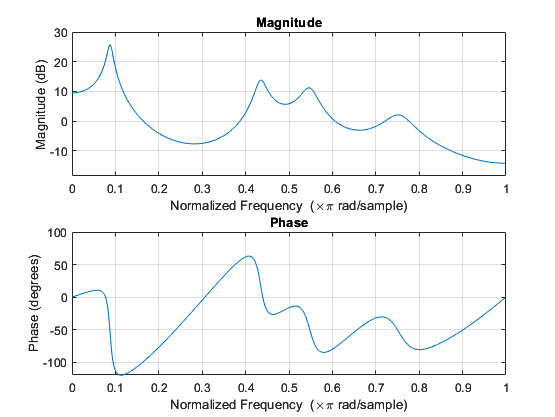 Magnitude
30
20
10
0
-10
Magnitude (dB)
0 0.1 0.2 0.3 0.4 0.5 0.6 0.7 0.8 0.9 1
Normalized Frequency (×π rad/sample)
Phase
100
50
0
-50
-100
Phase (degrees)
0 0.1 0.2 0.3 0.4 0.5 0.6 0.7 0.8 0.9 1
Normalized Frequency (×π rad/sample)